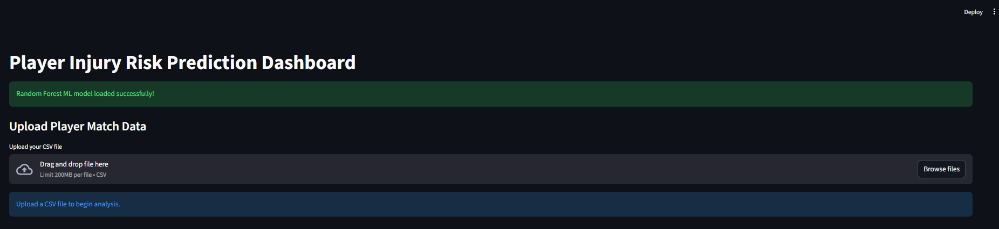 Deploy
Player Injury Risk Prediction Dashboard
Random Forest ML model loaded successfully!
Upload Player Match Data
Upload your CSV file
Drag and drop file here
Limit 200MB per file • CSV
Browse files
Upload a CSV file to begin analysis.